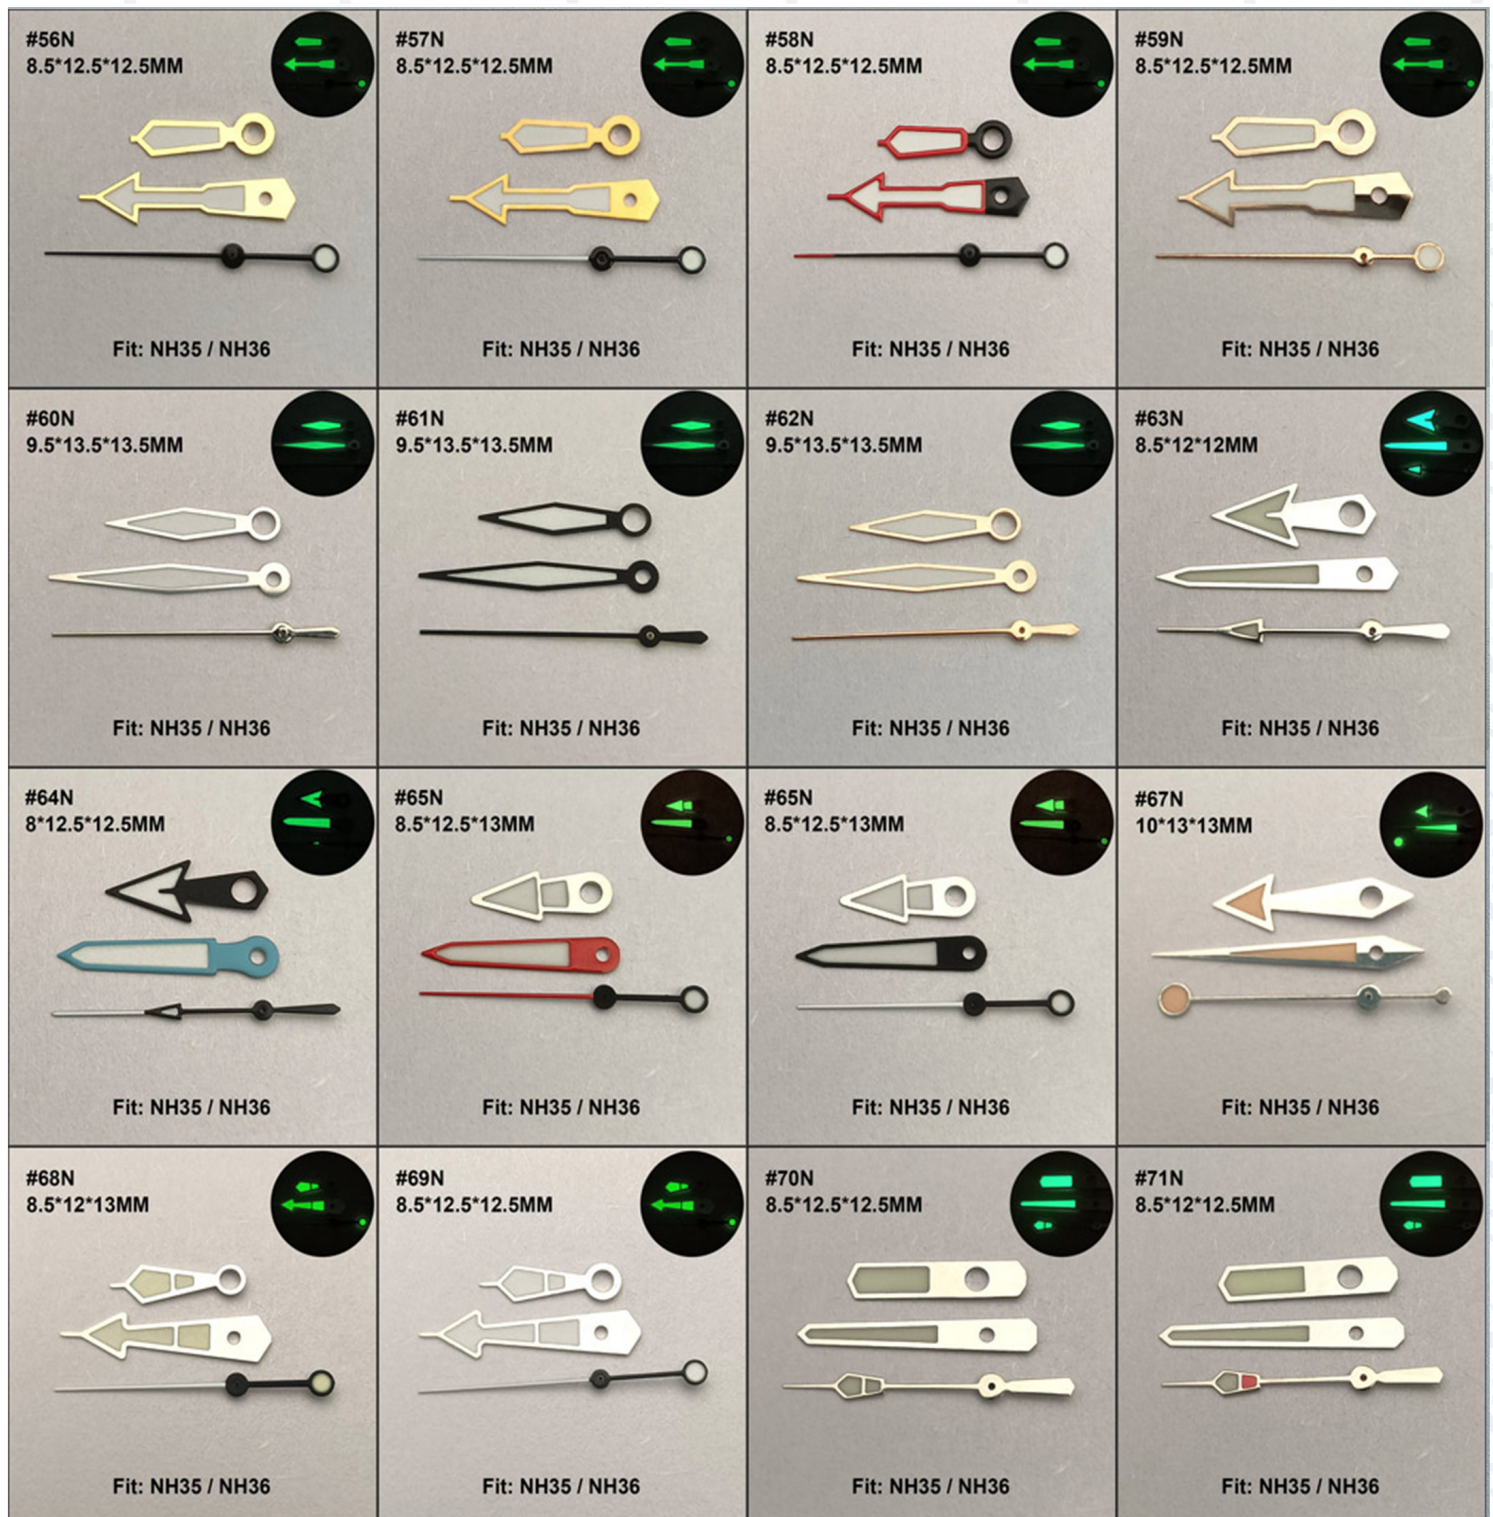 #56N
8.5*12.5*12.5MM
Fit: NH35 / NH36
#57N
8.5*12.5*12.5MM
Fit: NH35 / NH36
#58N
8.5*12.5*12.5MM
Fit: NH35 / NH36
#59N
8.5*12.5*12.5MM
Fit: NH35 / NH36
#60N
9.5*13.5*13.5MM
Fit: NH35 / NH36
#61N
9.5*13.5*13.5MM
Fit: NH35 / NH36
#62N
9.5*13.5*13.5MM
Fit: NH35 / NH36
#63N
8.5*12*12MM
Fit: NH35 / NH36
#64N
8*12.5*12.5MM
Fit: NH35 / NH36
#65N
8.5*12.5*13MM
Fit: NH35 / NH36
#65N
8.5*12.5*13MM
Fit: NH35 / NH36
#67N
10*13*13MM
Fit: NH35 / NH36
#68N
8.5*12*13MM
Fit: NH35 / NH36
#69N
8.5*12.5*12.5MM
Fit: NH35 / NH36
#70N
8.5*12.5*12.5MM
Fit: NH35 / NH36
#71N
8.5*12*12.5MM
Fit: NH35 / NH36